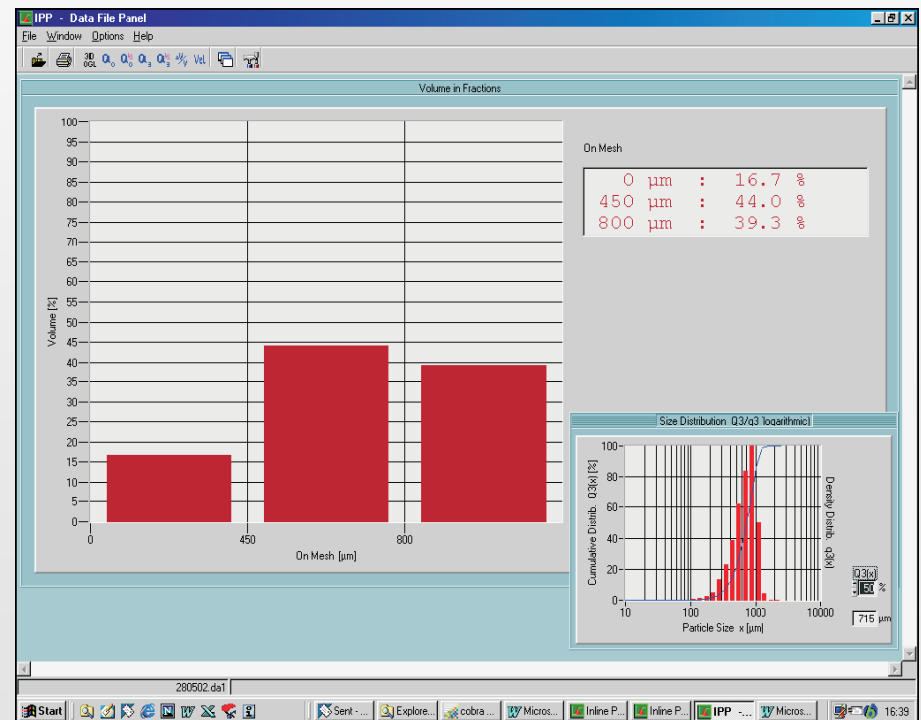 IPP - Data File Panel
File Window Options Help
3D OGL Vel.
Volume in Fractions
100
95
90
85
80
75
70
65
60
55
50
45
40
35
30
25
20
15
10
5
0
Volume [%]
0 450 800
On Mesh [µm]
On Mesh
0 µm : 16.7 %
450 µm : 44.0 %
800 µm : 39.3 %
Size Distribution Q3/q3 logarithmic)
100
80
60
40
20
0
Cumulative Distrib. Q3(x) [%]
Density Distrib. q3(x)
10 100 1000 10000
Particle Size x [µm]
Q3(x)
50 %
715 µm
280502.da1
Start Sent - ... Explore... cobra ... Micros... Inline P... Inline P... IPP -... Micros... 16:39